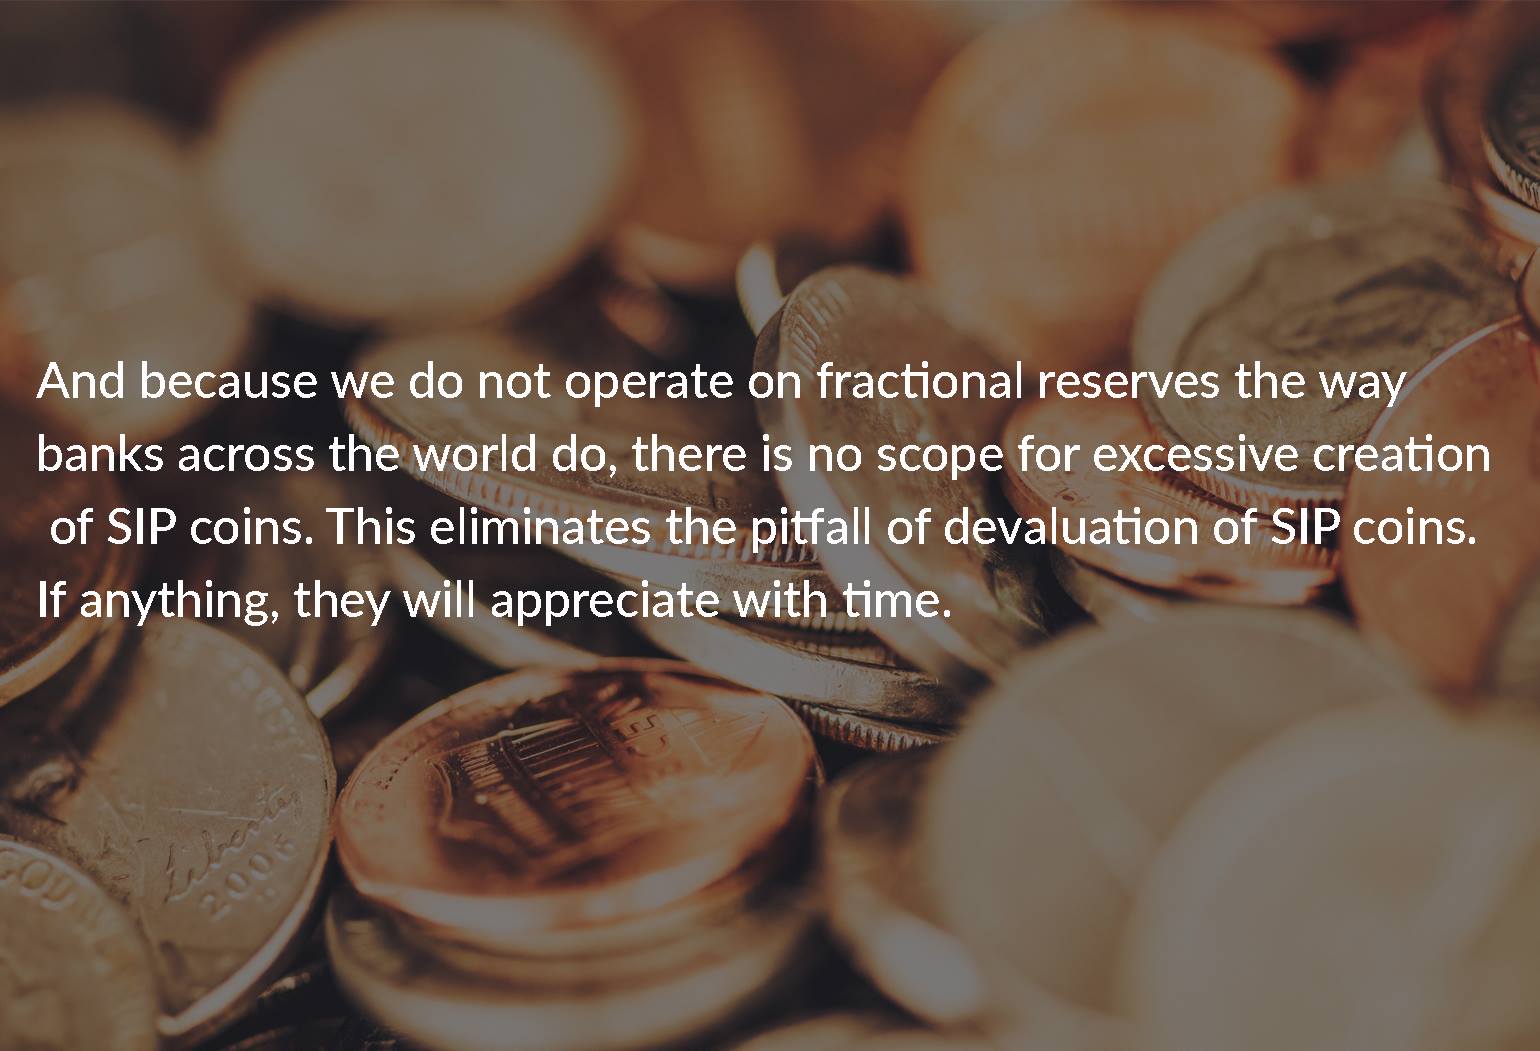 And because we do not operate on fractional reserves the way
banks across the world do, there is no scope for excessive creation
of SIP coins. This eliminates the pitfall of devaluation of SIP coins.
If anything, they will appreciate with time.
Liberty
2006